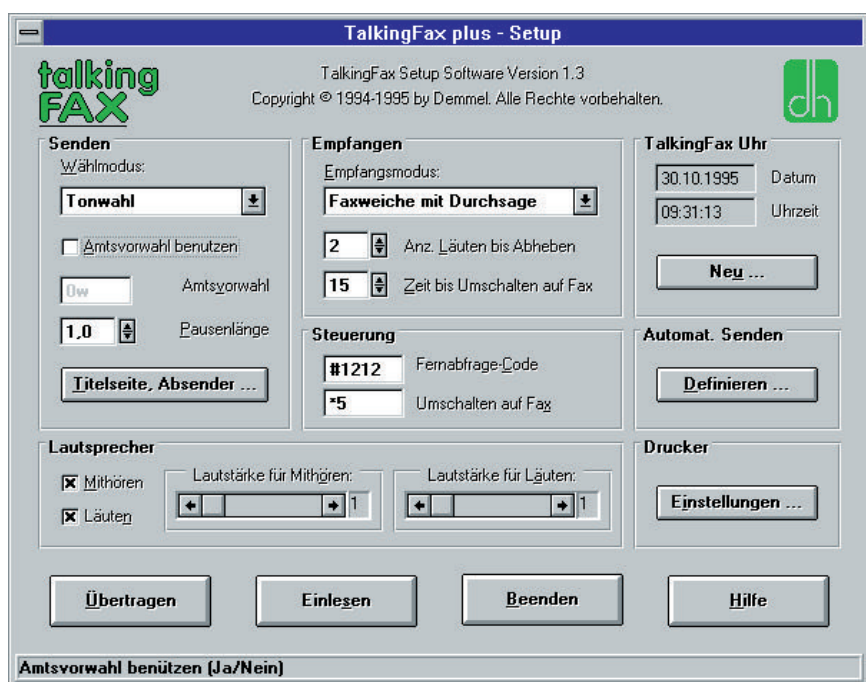 TalkingFax plus - Setup
talking
FAX
TalkingFax Setup Software Version 1.3
Copyright © 1994-1995 by Demmel. Alle Rechte vorbehalten.
dh
Senden
Wählmodus:
Tonwahl
Amtsvorwahl benutzen
0w Amtsvorwahl
1,0 Pausenlänge
Titelseite, Absender ...
Empfangen
Empfangsmodus:
Faxweiche mit Durchsage
2 Anz. Läuten bis Abheben
15 Zeit bis Umschalten auf Fax
Steuerung
#1212 Fernabfrage-Code
*5 Umschalten auf Fax
TalkingFax Uhr
30.10.1995 Datum
09:31:13 Uhrzeit
Neu ...
Automat. Senden
Definieren ...
Lautsprecher
Mithören
Läuten
Lautstärke für Mithören:
1
Lautstärke für Läuten:
1
Drucker
Einstellungen ...
Übertragen
Einlesen
Beenden
Hilfe
Amtsvorwahl benützen (Ja/Nein)